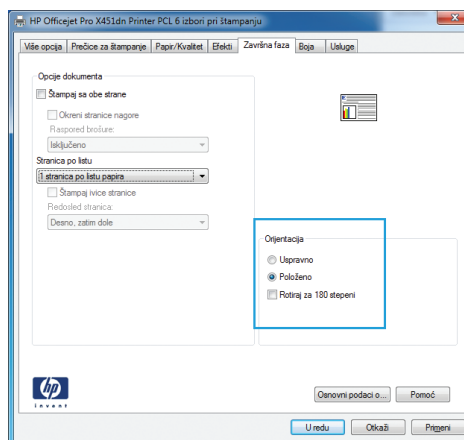 HP Officejet Pro X451dn Printer PCL 6 izbori pri štampanju
Više opcija Prečice za štampanje Papir/Kvalitet Efekti Završna faza Boja Usluge
Opcije dokumenta
Štampaj sa obe strane
Okreni stranice nagore
Raspored brošure:
Isključeno
Stranica po listu
1 stranica po listu papira
Štampaj ivice stranice
Redosled stranica:
Desno, zatim dole
Orijentacija
Uspravno
Položeno
Rotiraj za 180 stepeni
hp
invent
Osnovni podaci o... Pomoć
U redu Otkaži Primeni